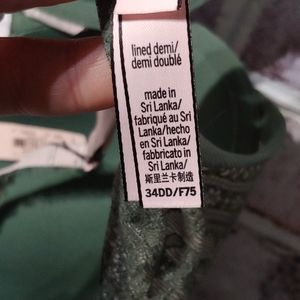 lined demi/
demi doublé
made in
Sri Lanka/
fabriqué au Sri
Lanka/hecho
en Sri Lanka/
fabbricato in
Sri Lanka
斯里兰卡制造
34DD/F75